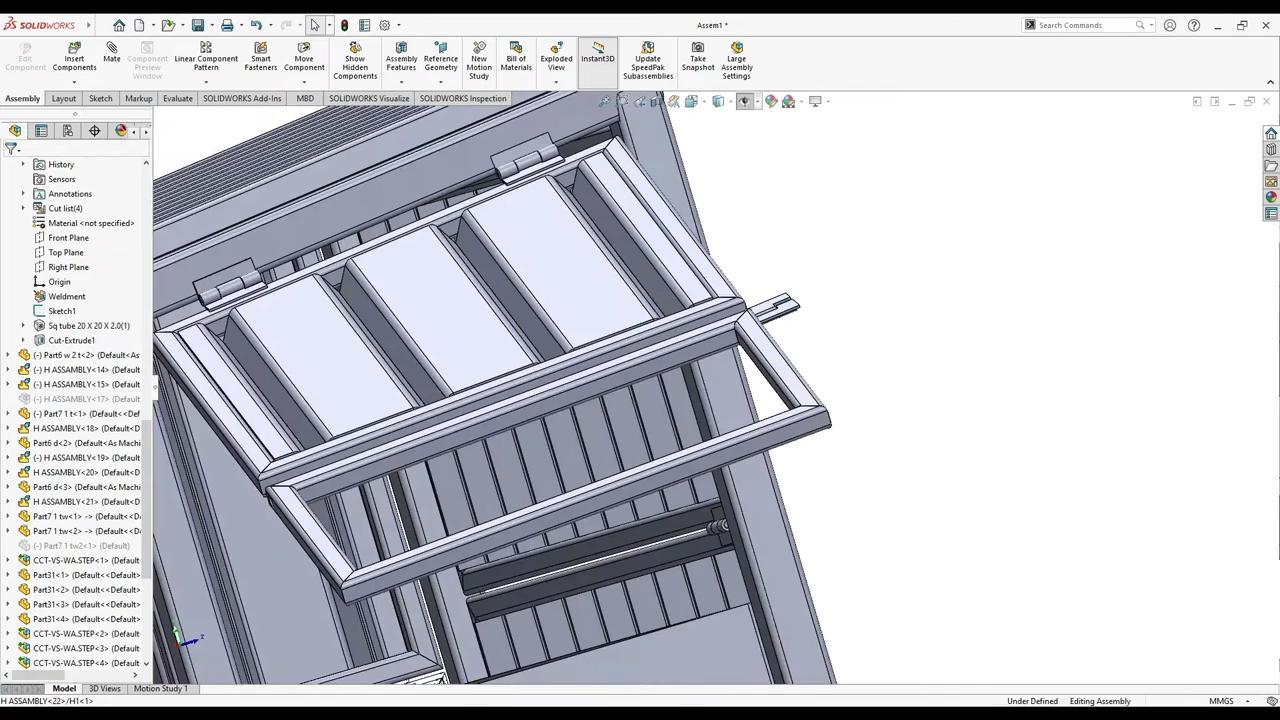 SOLIDWORKS
Assem1 *
Search Commands
Edit Component
Insert Components
Mate
Component Preview Window
Linear Component Pattern
Smart Fasteners
Move Component
Show Hidden Components
Assembly Features
Reference Geometry
New Motion Study
Bill of Materials
Exploded View
Instant3D
Update SpeedPak Subassemblies
Take Snapshot
Large Assembly Settings
Assembly
Layout
Sketch
Markup
Evaluate
SOLIDWORKS Add-Ins
MBD
SOLIDWORKS Visualize
SOLIDWORKS Inspection
History
Sensors
Annotations
Cut list(4)
Material <not specified>
Front Plane
Top Plane
Right Plane
Origin
Weldment
Sketch1
Sq tube 20 X 20 X 2.0(1)
Cut-Extrude1
(-) Part6 w 2 t<2> (Default<As
(-) H ASSEMBLY<14> (Default
(-) H ASSEMBLY<15> (Default
(-) H ASSEMBLY<17> (Default
(-) Part7 1 t<1> (Default<<Def
H ASSEMBLY<18> (Default
Part6 d<2> (Default<As Machi
(-) H ASSEMBLY<19> (Default
H ASSEMBLY<20> (Default
Part6 d<3> (Default<As Machi
H ASSEMBLY<21> (Default
Part7 1 tw<1> -> (Default<<D
Part7 1 tw<2> -> (Default<<D
(-) Part7 1 tw2<1> (Default)
CCT-VS-WA.STEP<1> (Default
Part31<1> (Default<<Default>
Part31<2> (Default<<Default>
Part31<3> (Default<<Default>
Part31<4> (Default<<Default>
CCT-VS-WA.STEP<2> (Default
CCT-VS-WA.STEP<3> (Default
CCT-VS-WA.STEP<4> (Default
z
Model
3D Views
Motion Study 1
H ASSEMBLY<22>/H1<1>
Under Defined
Editing Assembly
MMGS